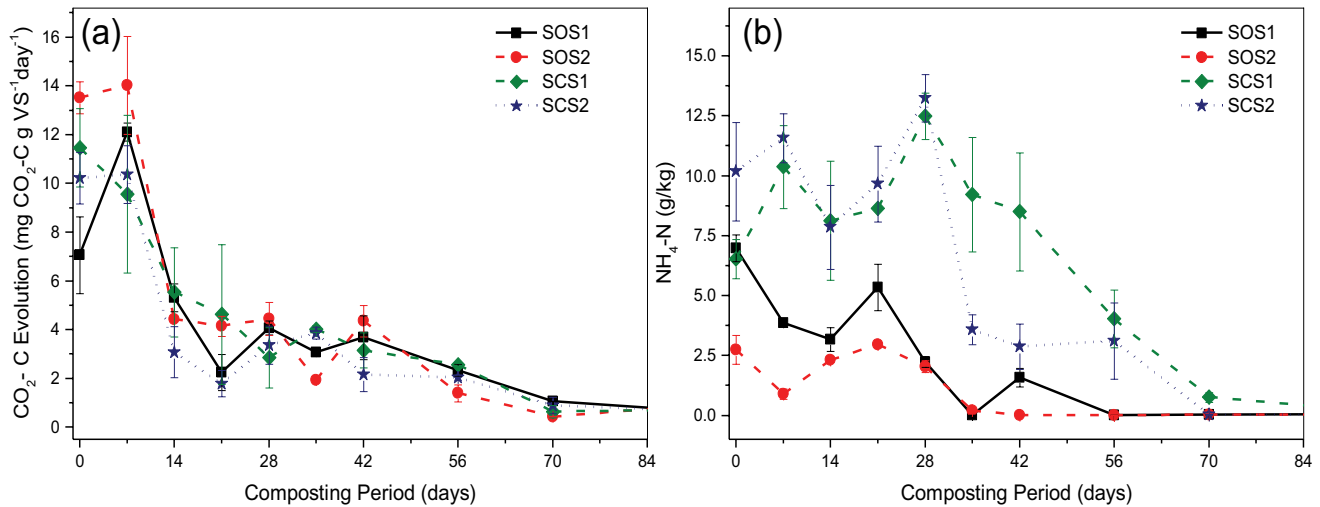 (a)
SOS1
SOS2
SCS1
SCS2
16
14
12
10
8
6
4
2
0
CO₂- C Evolution (mg CO₂-C g VS⁻¹day⁻¹)
0 14 28 42 56 70 84
Composting Period (days)
(b)
SOS1
SOS2
SCS1
SCS2
15.0
12.5
10.0
7.5
5.0
2.5
0.0
NH₄-N (g/kg)
0 14 28 42 56 70 84
Composting Period (days)